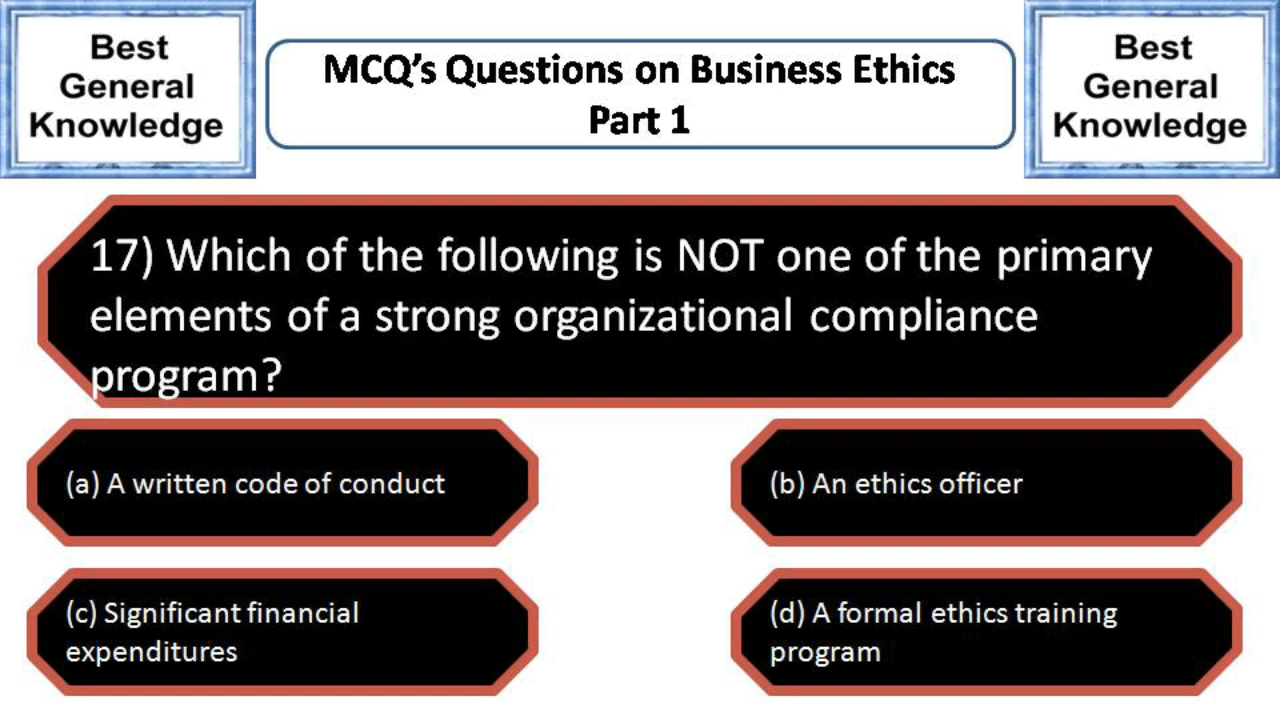 Best
General
Knowledge
MCQ’s Questions on Business Ethics
Part 1
Best
General
Knowledge
17) Which of the following is NOT one of the primary
elements of a strong organizational compliance
program?
(a) A written code of conduct
(b) An ethics officer
(c) Significant financial
expenditures
(d) A formal ethics training
program